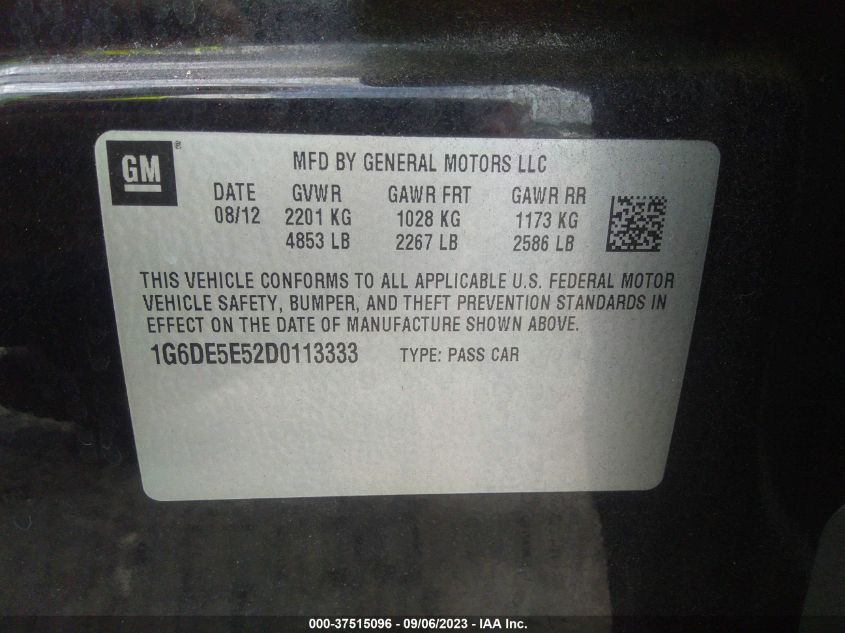 GM®
MFD BY GENERAL MOTORS LLC
DATE GVWR GAWR FRT GAWR RR
08/12 2201 KG 1028 KG 1173 KG
4853 LB 2267 LB 2586 LB
THIS VEHICLE CONFORMS TO ALL APPLICABLE U.S. FEDERAL MOTOR
VEHICLE SAFETY, BUMPER, AND THEFT PREVENTION STANDARDS IN
EFFECT ON THE DATE OF MANUFACTURE SHOWN ABOVE.
1G6DE5E52D0113333 TYPE: PASS CAR
000-37515096 - 09/06/2023 - IAA Inc.